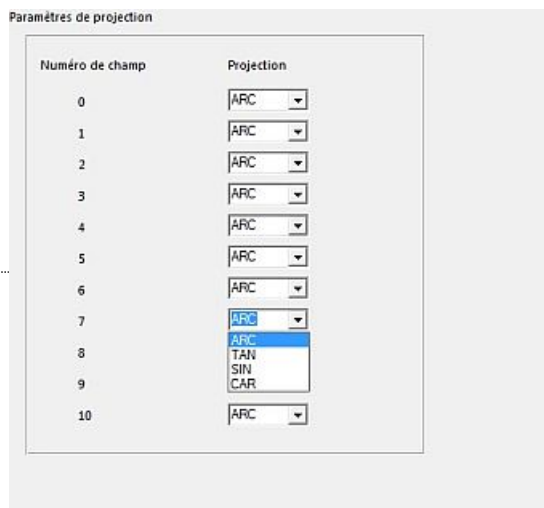 Paramètres de projection
Numéro de champ Projection
0 ARC
1 ARC
2 ARC
3 ARC
4 ARC
5 ARC
6 ARC
7 ARC
ARC
8 TAN
SIN
9 CAR
10 ARC
...